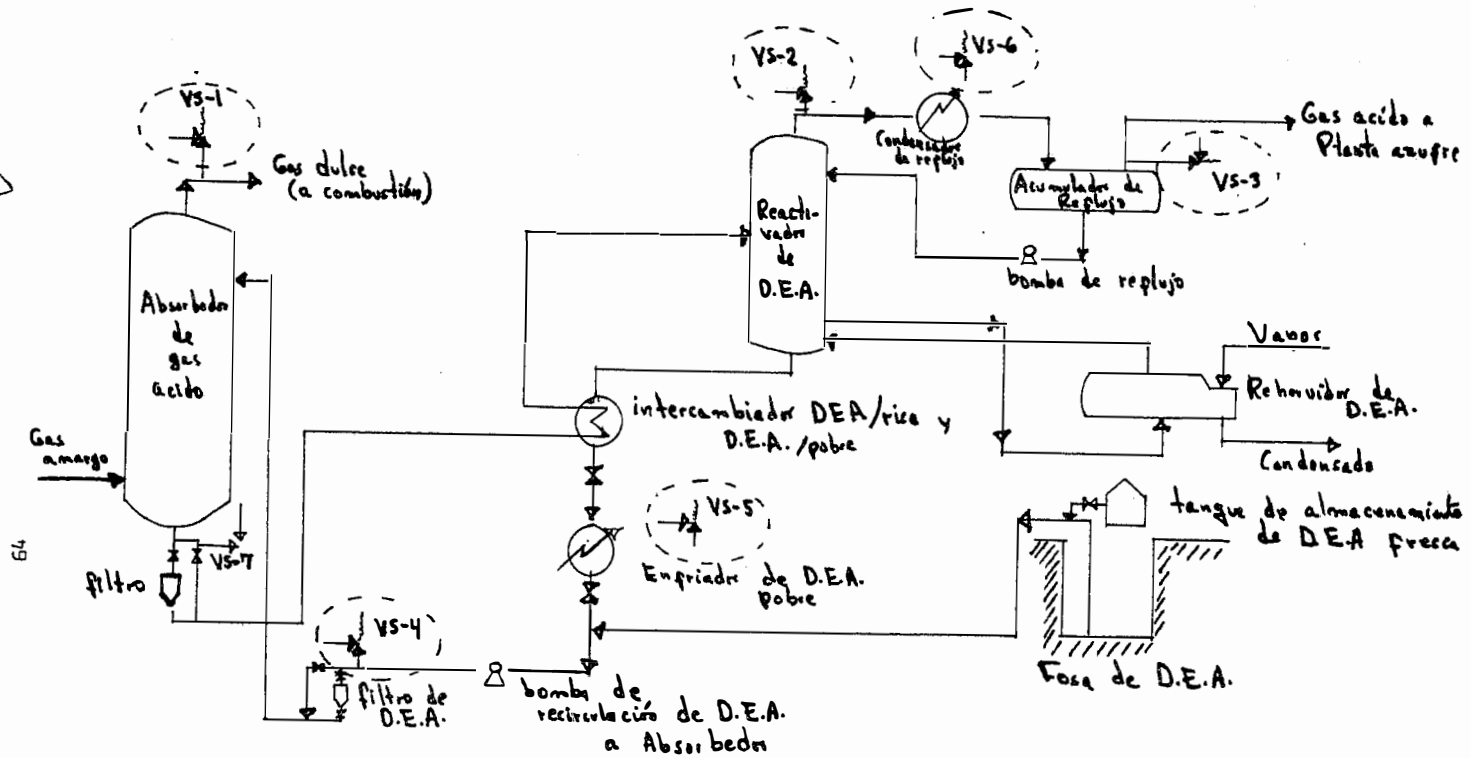 VS-1
Gas dulce
(a combustión)
Absorbedor
de
gas
acido
Gas
amargo
VS-7
filtro
64
VS-4
filtro de
D.E.A.
bomba de
recirculación de D.E.A.
a Absorbedor
VS-2
VS-6
Condensador
de reflujo
Gas acido a
Planta azufre
Acumulador de
Reflujo
VS-3
bomba de reflujo
Reacti-
vador
de
D.E.A.
Vapor
Rehervidor de
D.E.A.
Condensado
intercambiador DEA/rica y
D.E.A./pobre
VS-5
Enfriador de D.E.A.
pobre
tanque de almacenamiento
de D.E.A fresca
Fosa de D.E.A.